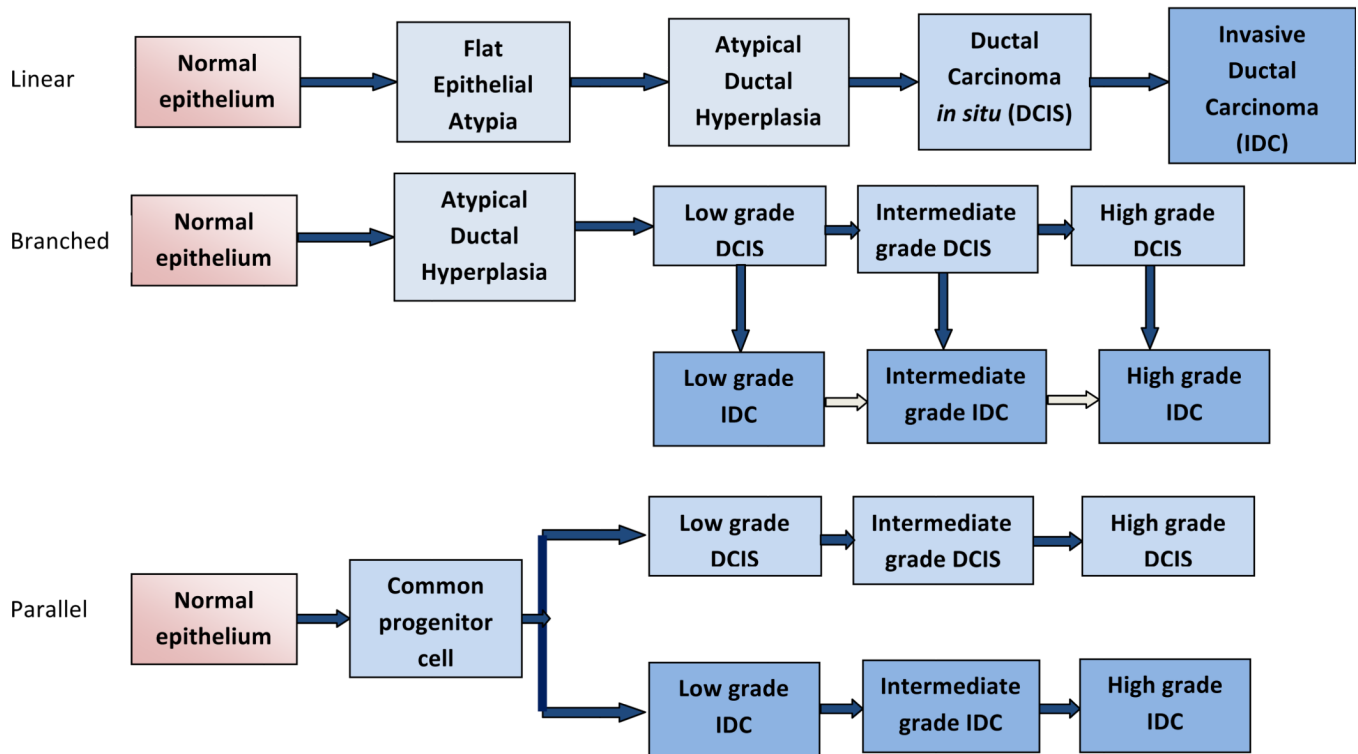 Linear
Normal
epithelium
Flat
Epithelial
Atypia
Atypical
Ductal
Hyperplasia
Ductal
Carcinoma
in situ (DCIS)
Invasive
Ductal
Carcinoma
(IDC)
Branched
Normal
epithelium
Atypical
Ductal
Hyperplasia
Low grade
DCIS
Intermediate
grade DCIS
High grade
DCIS
Low grade
IDC
Intermediate
grade IDC
High grade
IDC
Parallel
Normal
epithelium
Common
progenitor
cell
Low grade
DCIS
Intermediate
grade DCIS
High grade
DCIS
Low grade
IDC
Intermediate
grade IDC
High grade
IDC